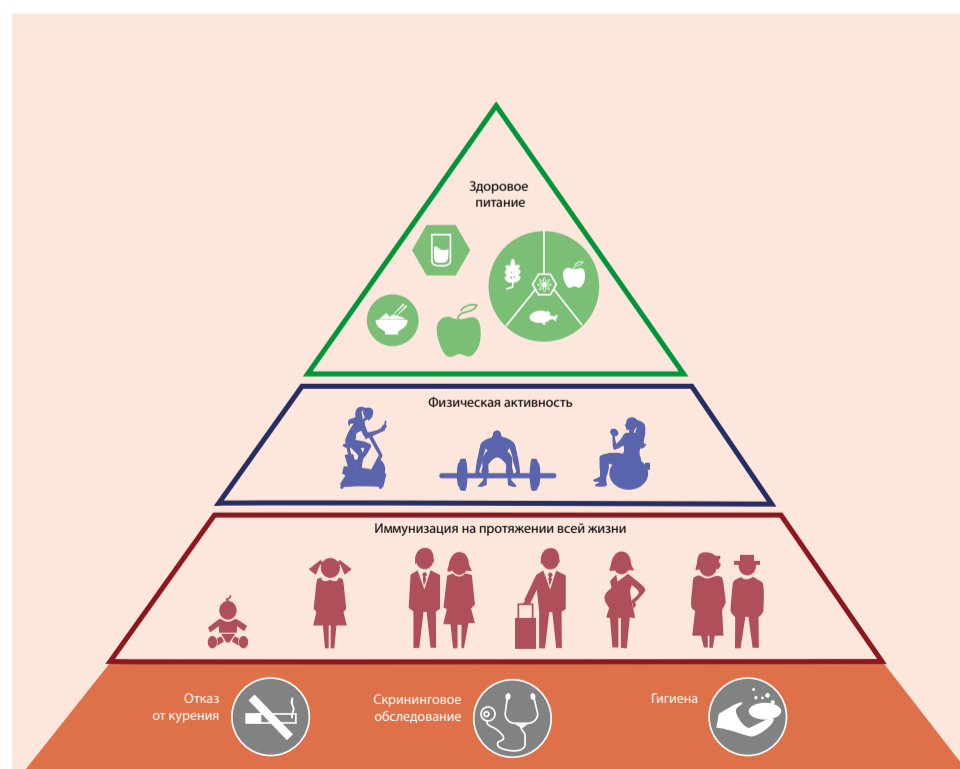 Здоровое
питание
Физическая активность
Иммунизация на протяжении всей жизни
Отказ
от курения
Скрининговое
обследование
Гигиена